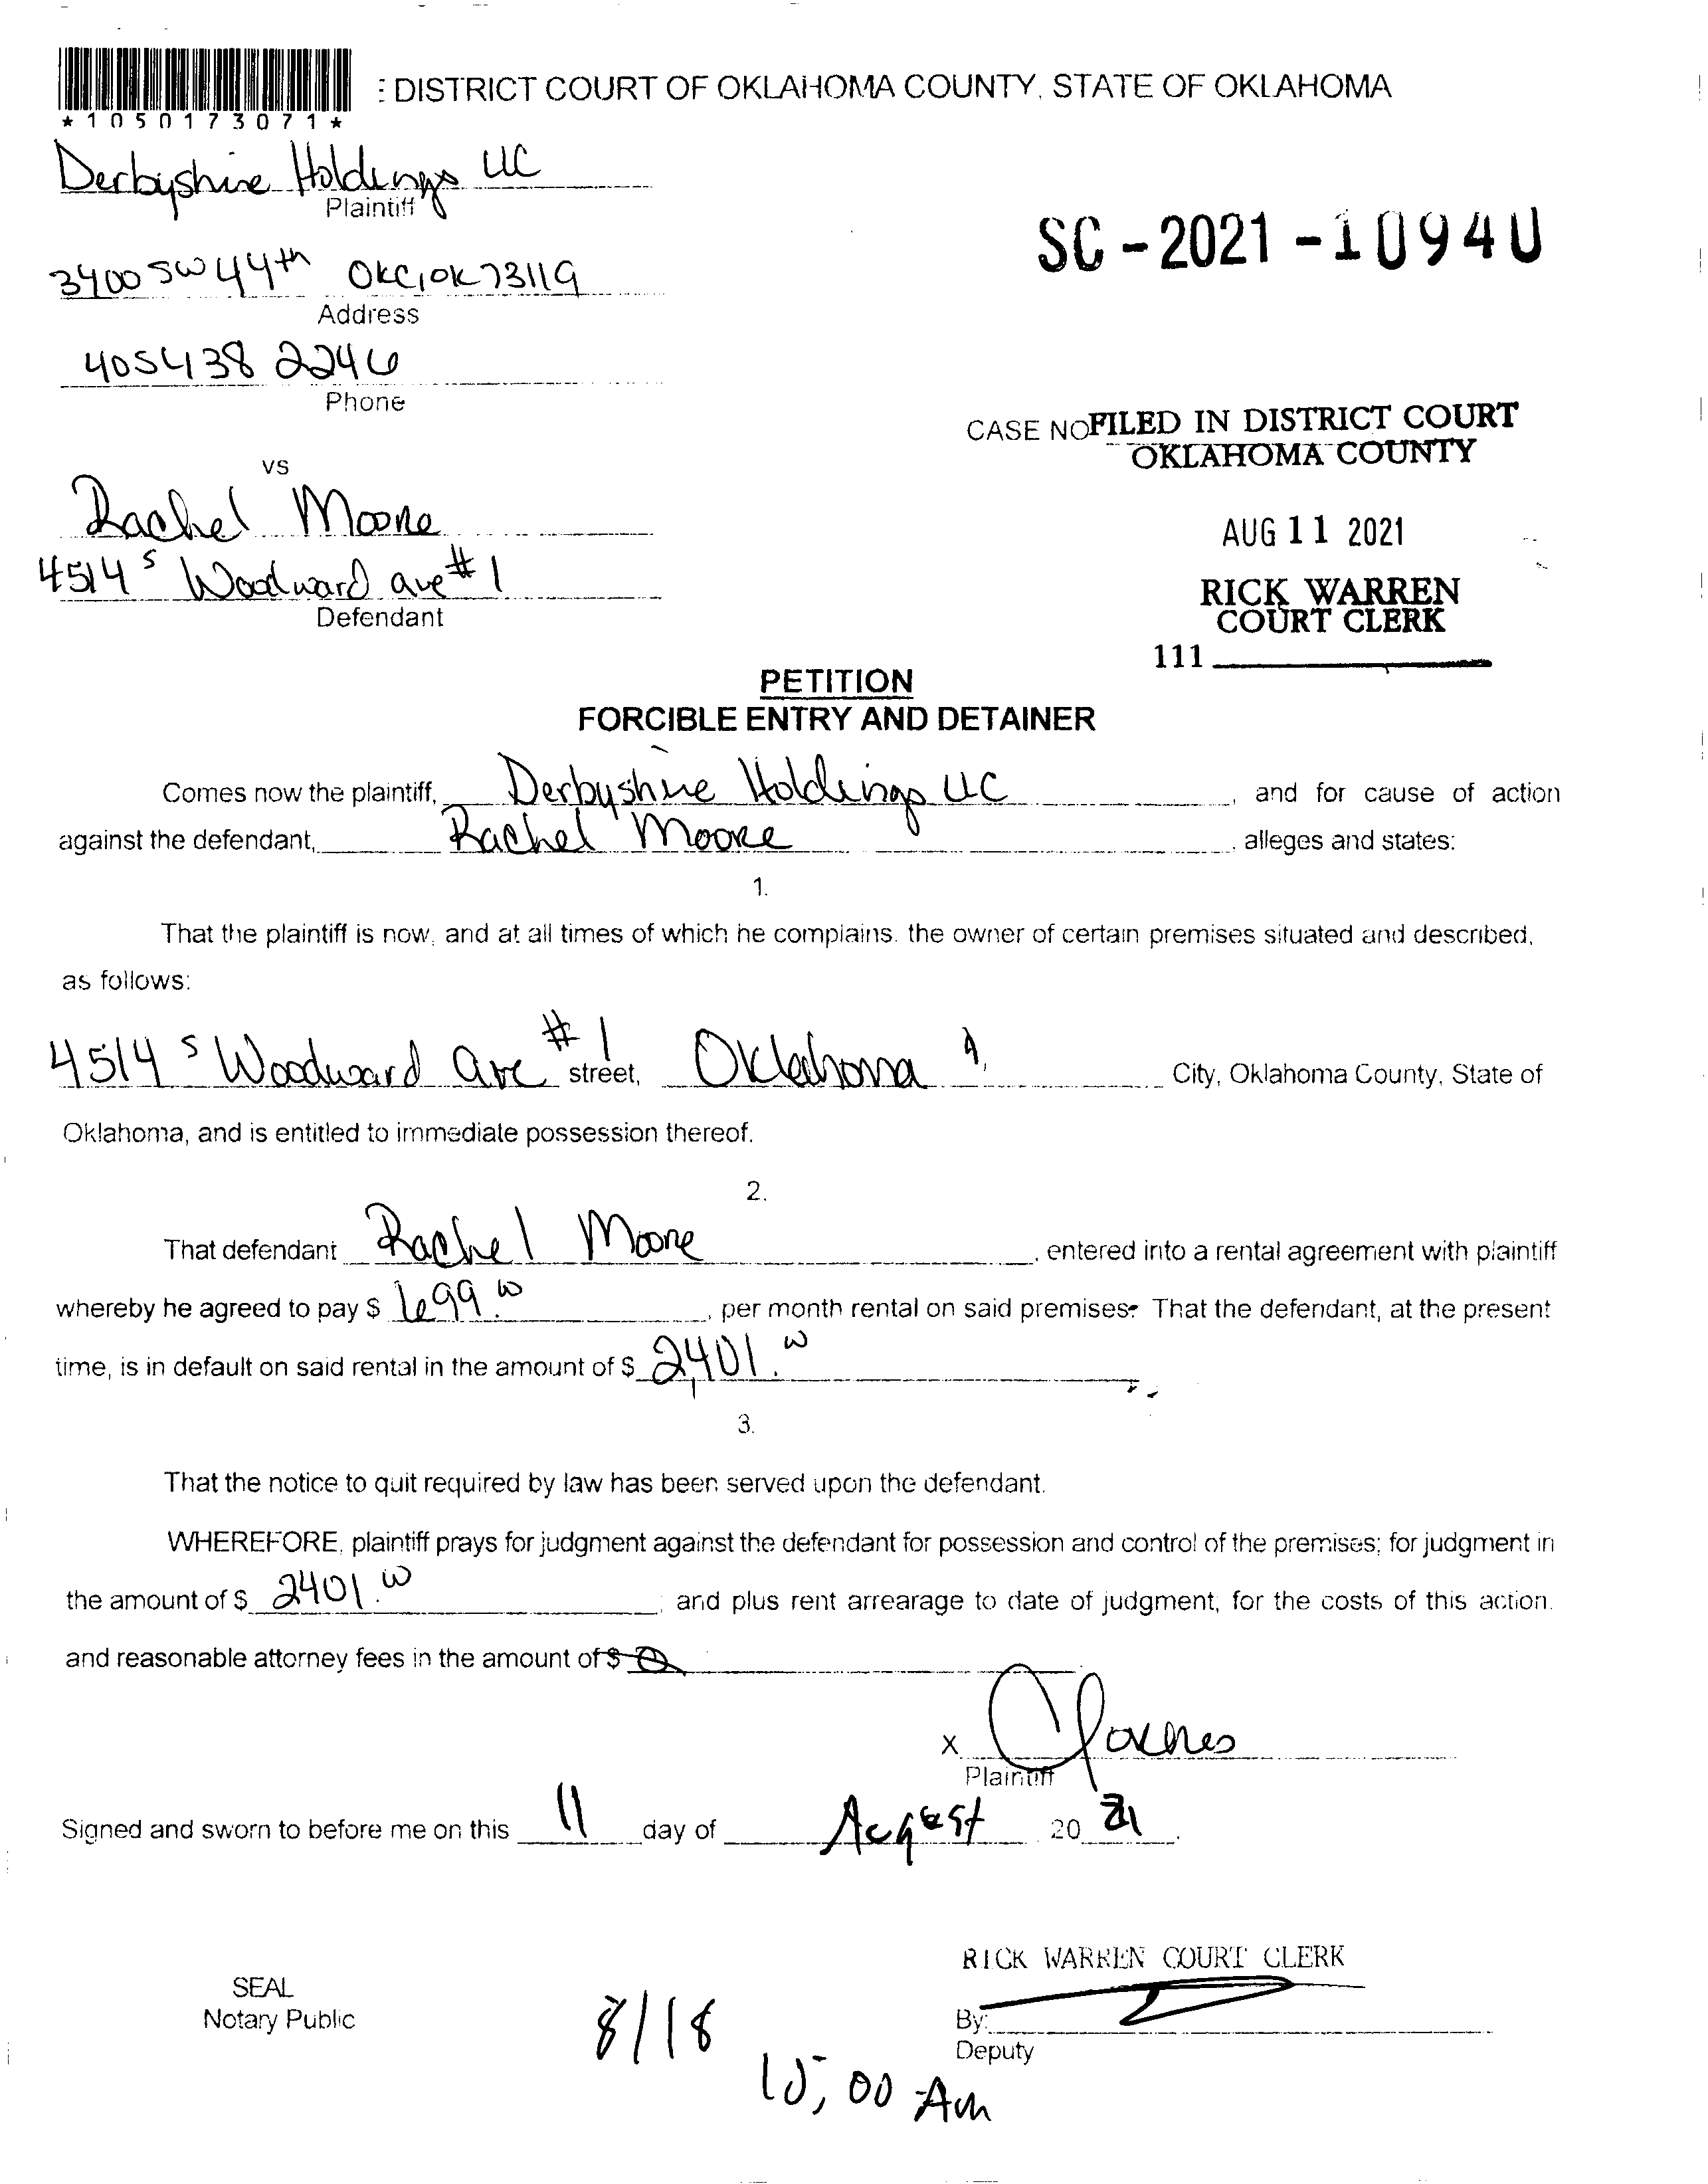 *1050173071*
DISTRICT COURT OF OKLAHOMA COUNTY, STATE OF OKLAHOMA
Derbyshire Holdings LLC
Plaintiff
SC-2021-10940
3400 SW 44th OKC, OK 73119
Address
405 438 2246
Phone
CASE NO FILED IN DISTRICT COURT
OKLAHOMA COUNTY
vs
Rachel Moore
AUG 11 2021
4514 S Woodward ave #1
Defendant
RICK WARREN
COURT CLERK
111
PETITION
FORCIBLE ENTRY AND DETAINER
Comes now the plaintiff, Derbyshire Holdings LLC, and for cause of action
against the defendant, Rachel Moore, alleges and states:
1.
That the plaintiff is now, and at all times of which he complains, the owner of certain premises situated and described,
as follows:
4514 S Woodward Ave #1 street, Oklahoma City, Oklahoma County, State of
Oklahoma, and is entitled to immediate possession thereof.
2.
That defendant Rachel Moore, entered into a rental agreement with plaintiff
whereby he agreed to pay $ 699.00, per month rental on said premises. That the defendant, at the present
time, is in default on said rental in the amount of $ 2,401.00
3.
That the notice to quit required by law has been served upon the defendant.
WHEREFORE, plaintiff prays for judgment against the defendant for possession and control of the premises; for judgment in
the amount of $ 2401.00; and plus rent arrearage to date of judgment, for the costs of this action,
and reasonable attorney fees in the amount of $ 0
X
Plaintiff
Signed and sworn to before me on this 11 day of August 20 21.
RICK WARREN COURT CLERK
SEAL
Notary Public
By:
Deputy
8/18
10:00 Am